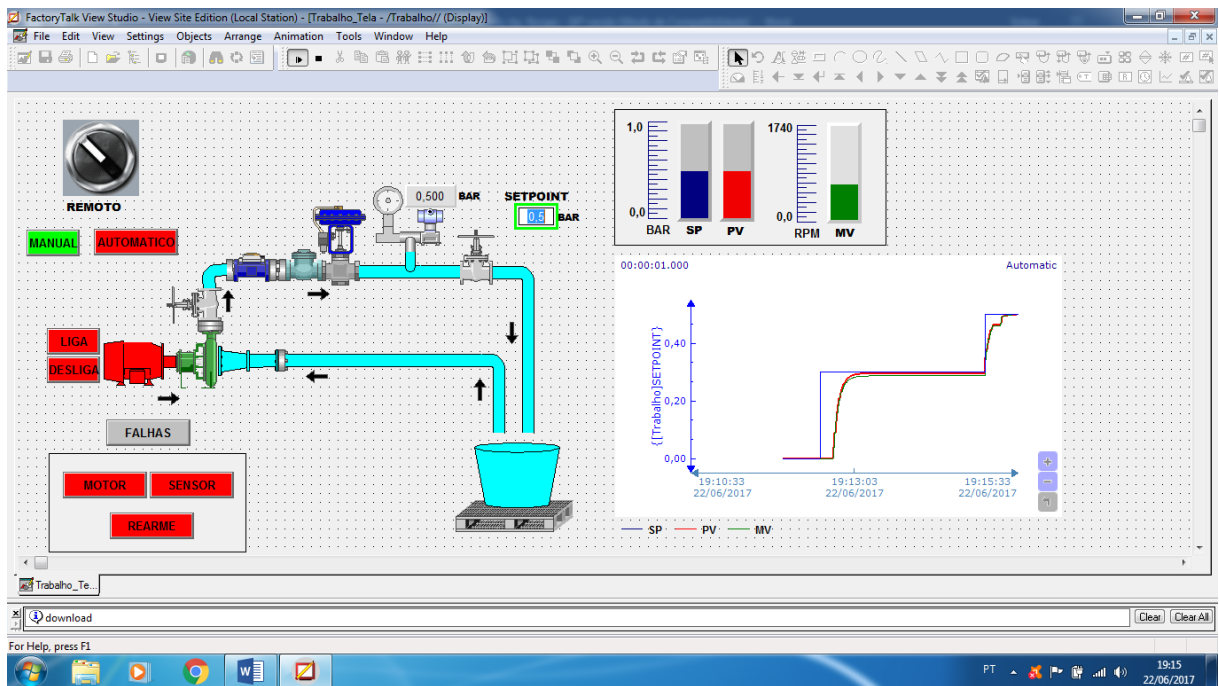 FactoryTalk View Studio - View Site Edition (Local Station) - [Trabalho_Tela - /Trabalho// (Display)]
File Edit View Settings Objects Arrange Animation Tools Window Help
REMOTO
MANUAL AUTOMATICO
0,500 BAR
SETPOINT
0.5 BAR
1,0
0,0
BAR SP PV
1740
0,0
RPM MV
LIGA
DESLIGA
FALHAS
MOTOR SENSOR
REARME
00:00:01.000 Automatic
{[Trabalho]SETPOINT}
0,40
0,20
0,00
19:10:33 19:13:03 19:15:33
22/06/2017 22/06/2017 22/06/2017
SP PV MV
Trabalho_Te...
download
Clear Clear All
For Help, press F1
PT
19:15
22/06/2017